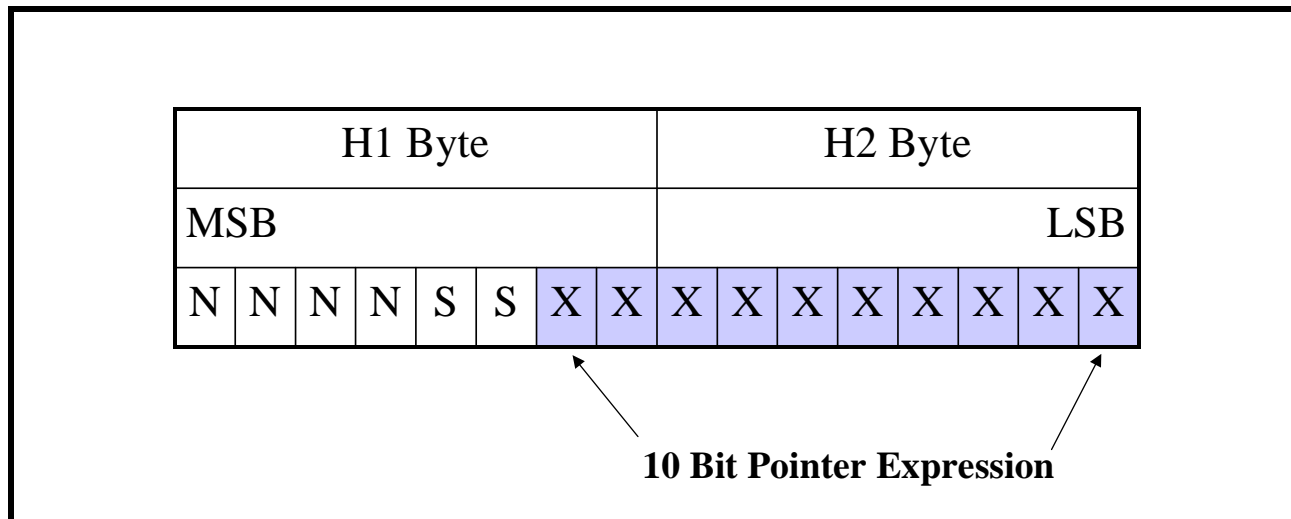 H1 Byte H2 Byte
MSB LSB
N N N N S S X X X X X X X X X X
10 Bit Pointer Expression